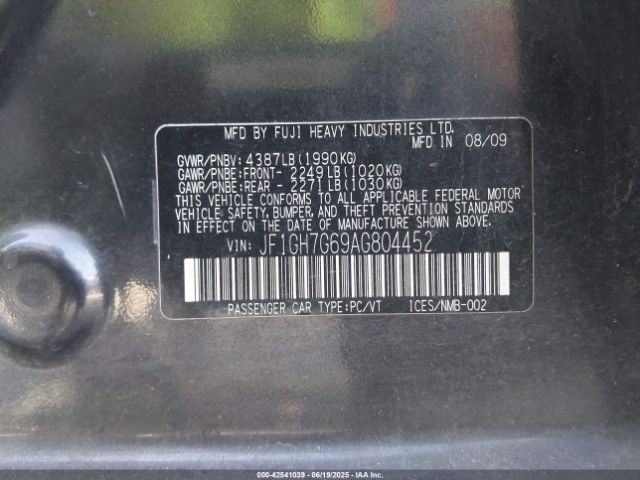 MFD BY FUJI HEAVY INDUSTRIES LTD.
MFD IN 08/09
GVWR/PNBV: 4387LB(1990KG)
GAWR/PNBE:FRONT- 2249LB(1020KG)
GAWR/PNBE:REAR - 2271LB(1030KG)
THIS VEHICLE CONFORMS TO ALL APPLICABLE FEDERAL MOTOR
VEHICLE SAFETY, BUMPER, AND THEFT PREVENTION STANDARDS
IN EFFECT ON THE DATE OF MANUFACTURE SHOWN ABOVE.
VIN: JF1GH7G69AG804452
PASSENGER CAR TYPE:PC/VT ICES/NMB-002
000-42541039 - 06/19/2025 - IAAI.COM